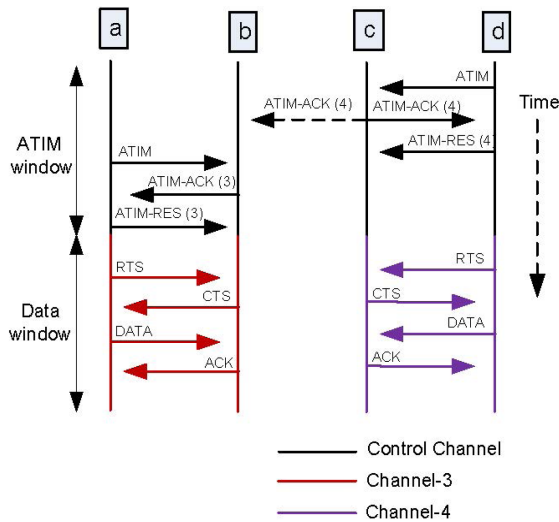 a
b
c
d
ATIM
ATIM-ACK (4)
ATIM-ACK (4)
Time
ATIM-RES (4)
ATIM
window
ATIM
ATIM-ACK (3)
ATIM-RES (3)
RTS
RTS
CTS
CTS
Data
window
DATA
DATA
ACK
ACK
Control Channel
Channel-3
Channel-4